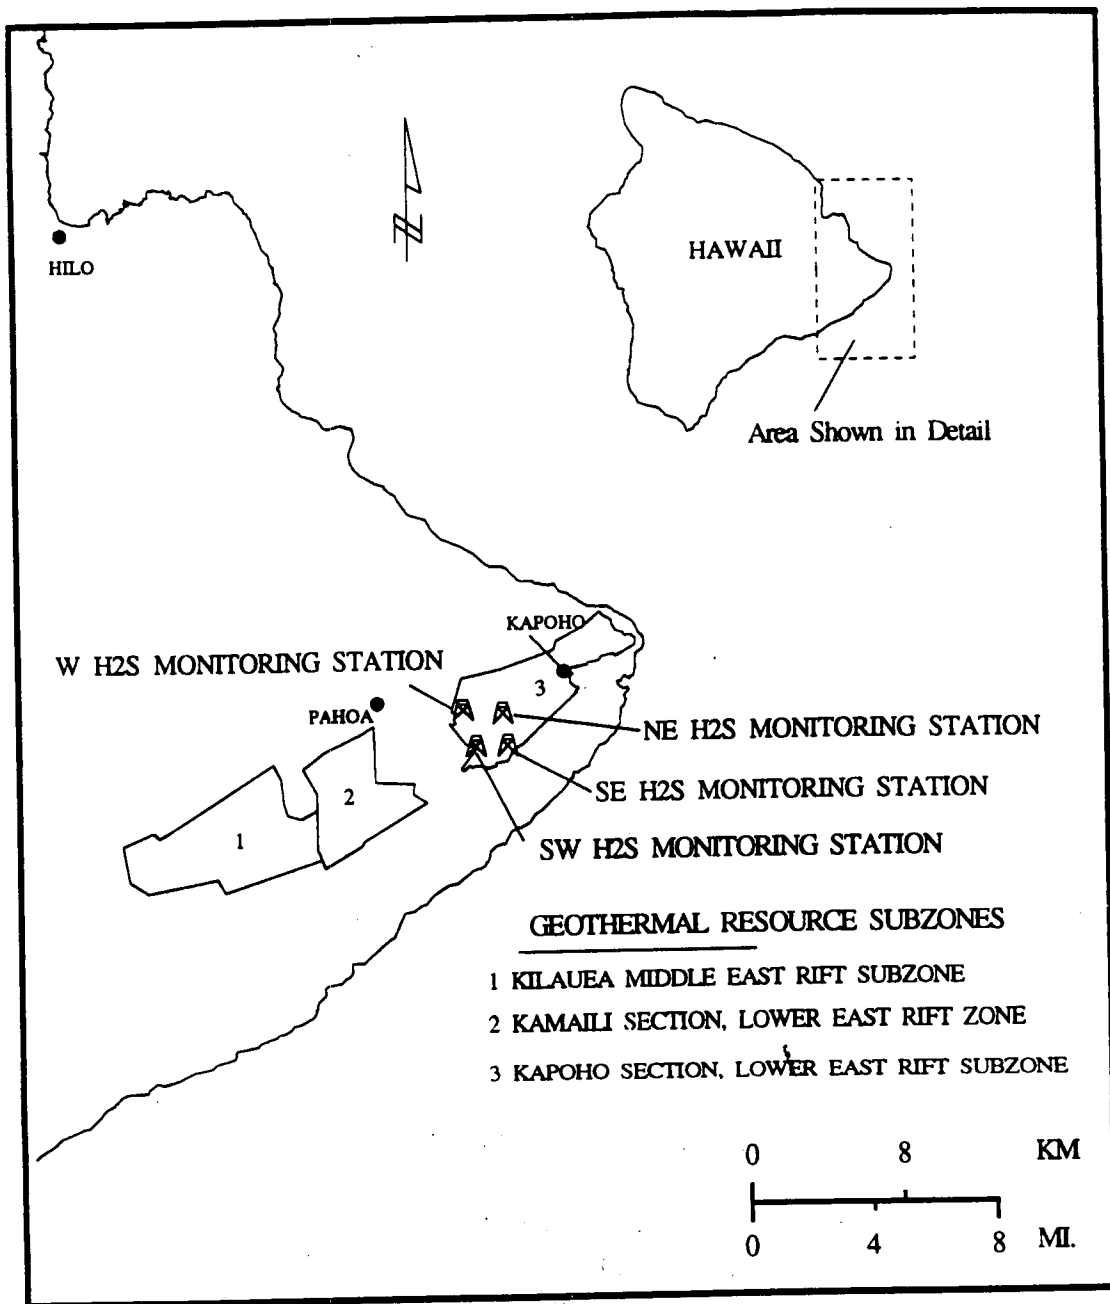 HILO
HAWAII
N
Area Shown in Detail
KAPOHO
W H2S MONITORING STATION
3
PAHOA
NE H2S MONITORING STATION
SE H2S MONITORING STATION
2
1
SW H2S MONITORING STATION
GEOTHERMAL RESOURCE SUBZONES
1 KILAUEA MIDDLE EAST RIFT SUBZONE
2 KAMAILI SECTION, LOWER EAST RIFT ZONE
3 KAPOHO SECTION, LOWER EAST RIFT SUBZONE
0 8 KM
0 4 8 MI.